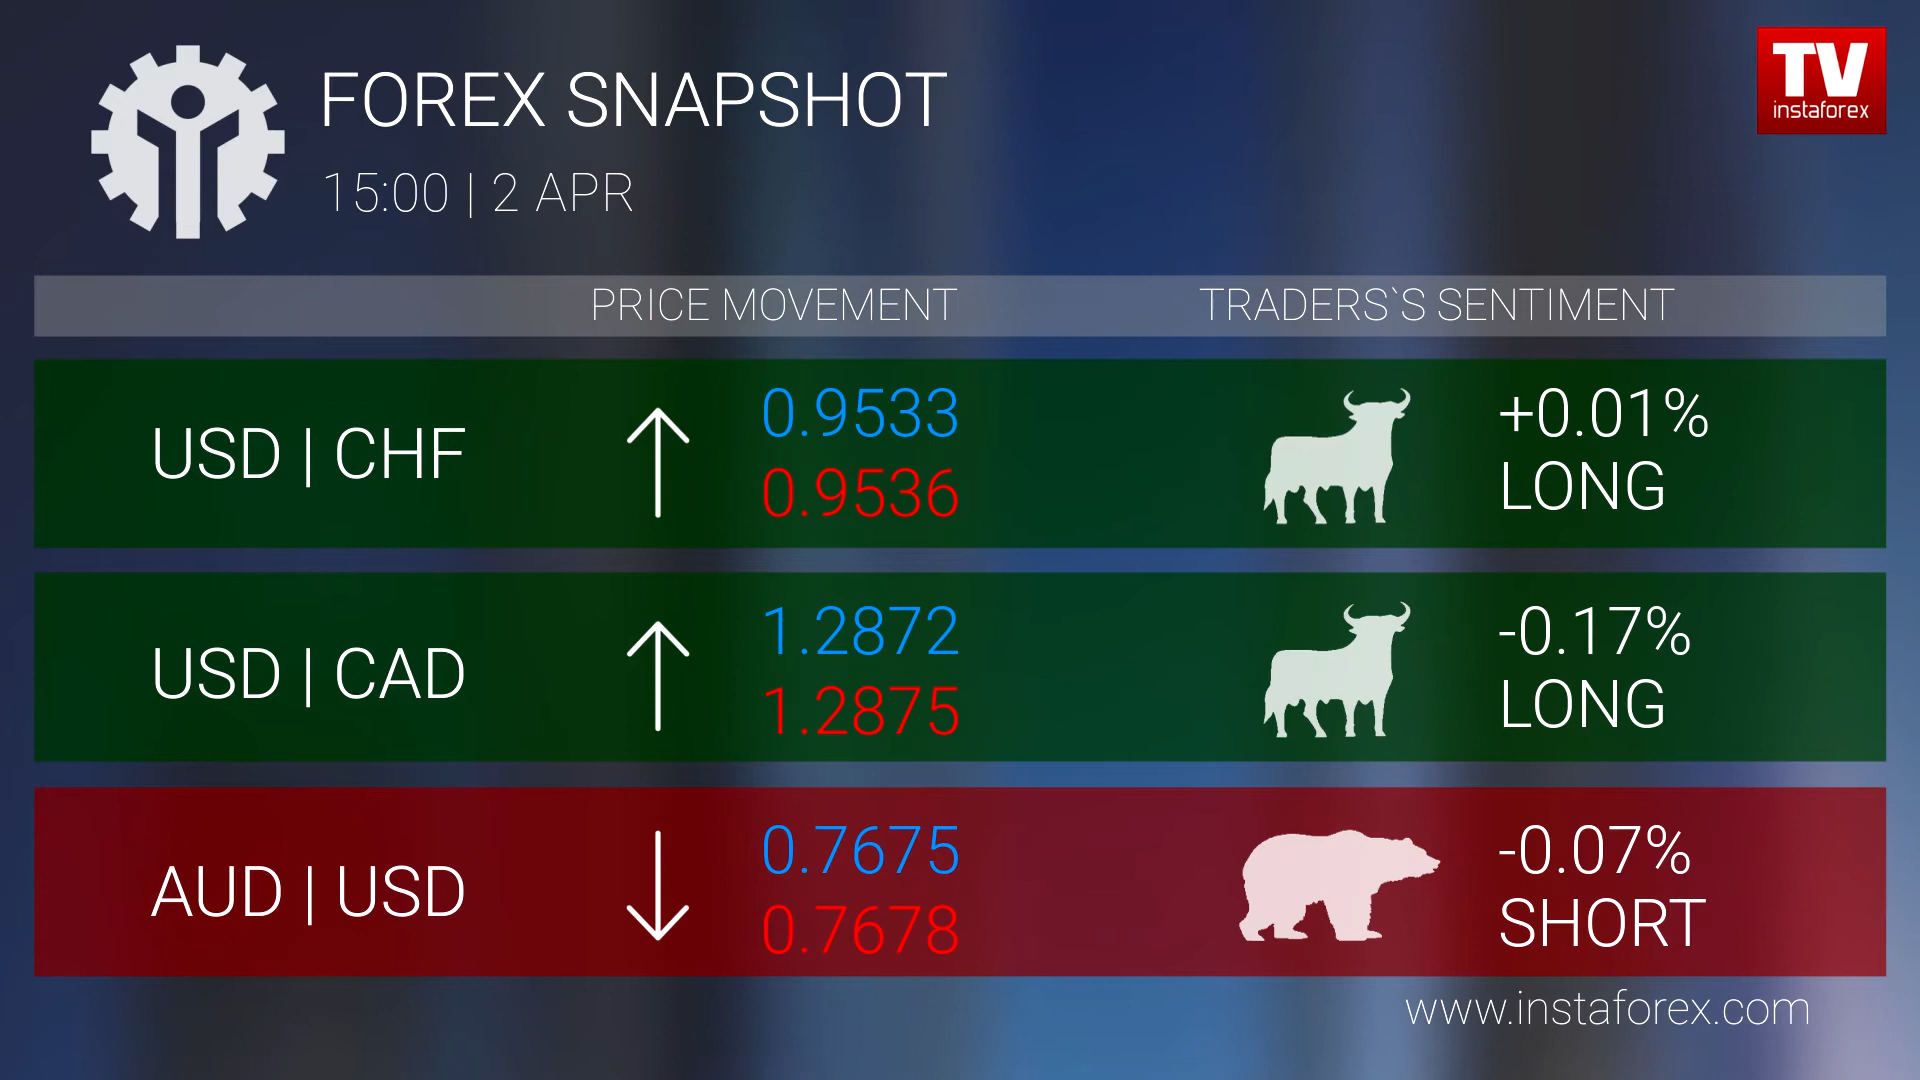 FOREX SNAPSHOT
15:00 | 2 APR
TV
instaforex
PRICE MOVEMENT
TRADERS`S SENTIMENT
USD | CHF
0.9533
0.9536
+0.01%
LONG
USD | CAD
1.2872
1.2875
-0.17%
LONG
AUD | USD
0.7675
0.7678
-0.07%
SHORT
www.instaforex.com